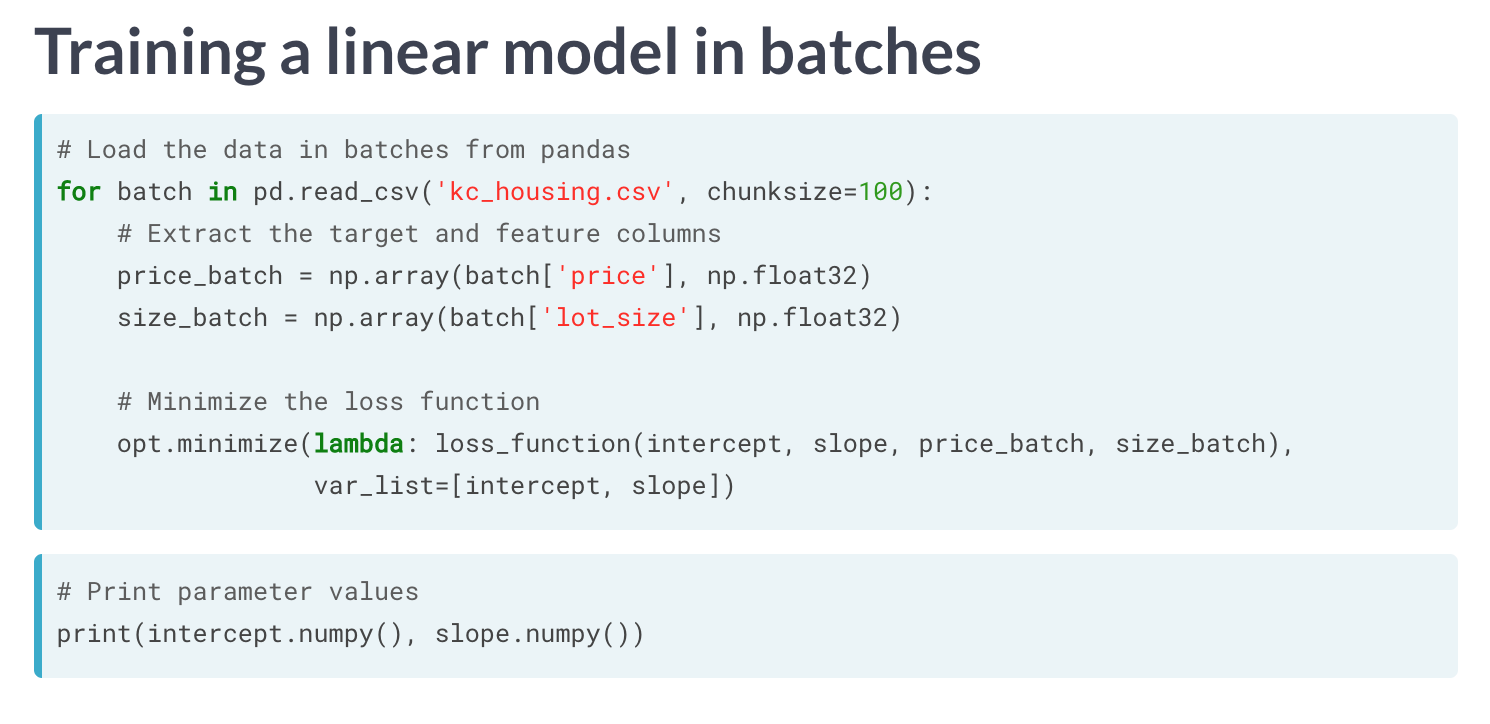 Training a linear model in batches
# Load the data in batches from pandas
for batch in pd.read_csv('kc_housing.csv', chunksize=100):
    # Extract the target and feature columns
    price_batch = np.array(batch['price'], np.float32)
    size_batch = np.array(batch['lot_size'], np.float32)
    # Minimize the loss function
    opt.minimize(lambda: loss_function(intercept, slope, price_batch, size_batch),
                 var_list=[intercept, slope])
# Print parameter values
print(intercept.numpy(), slope.numpy())